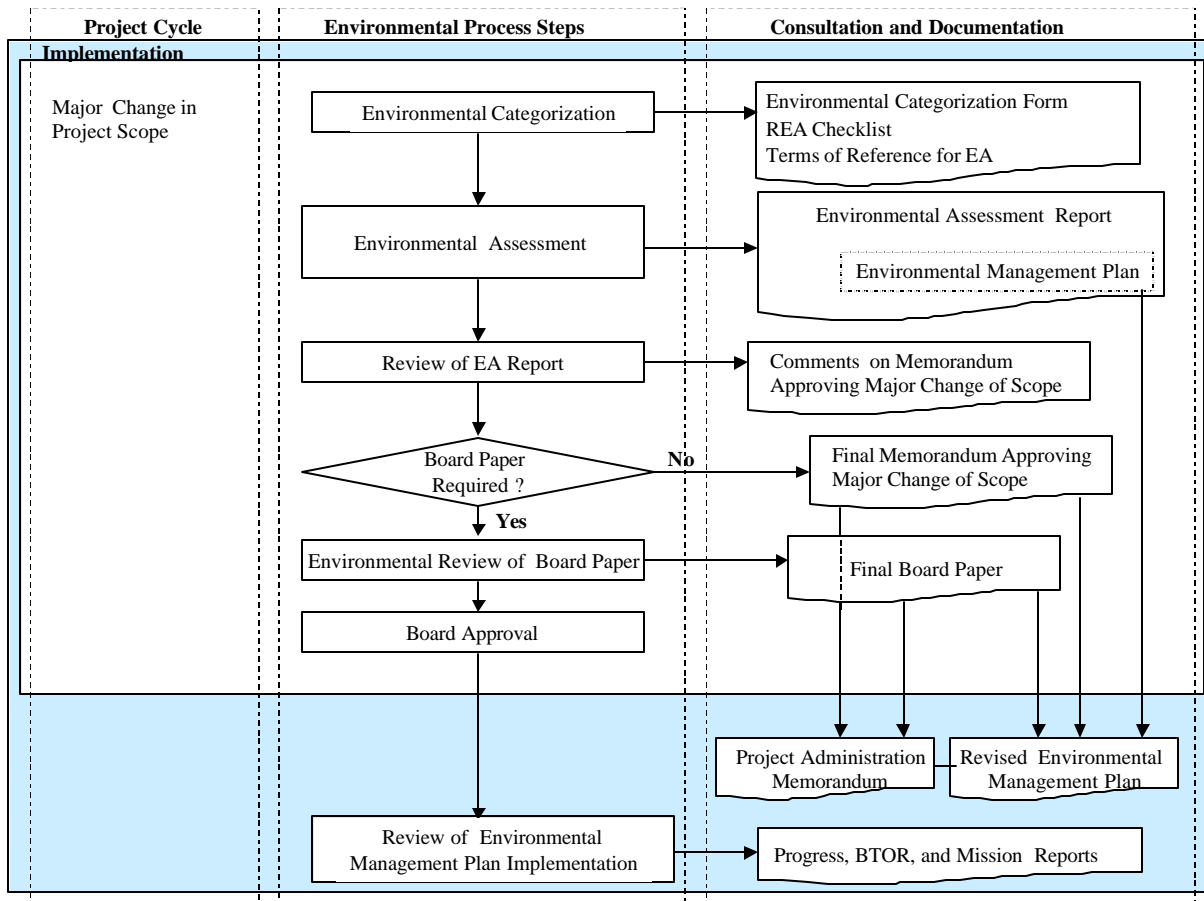 Project Cycle
Environmental Process Steps
Consultation and Documentation
Implementation
Major Change in
Project Scope
Environmental Categorization
Environmental Categorization Form
REA Checklist
Terms of Reference for EA
Environmental Assessment
Environmental Assessment Report
Environmental Management Plan
Review of EA Report
Comments on Memorandum
Approving Major Change of Scope
Board Paper
Required ?
No
Final Memorandum Approving
Major Change of Scope
Yes
Environmental Review of Board Paper
Final Board Paper
Board Approval
Project Administration
Memorandum
Revised Environmental
Management Plan
Review of Environmental
Management Plan Implementation
Progress, BTOR, and Mission Reports